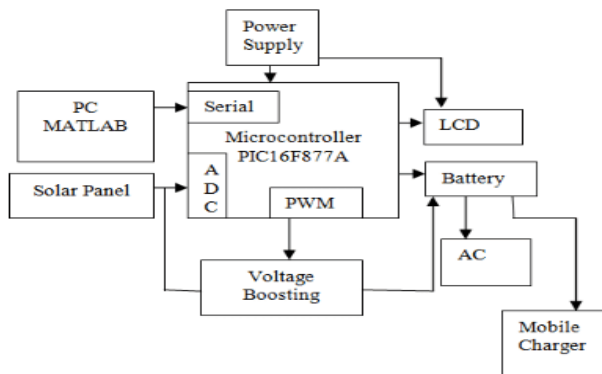 Power
Supply
PC
MATLAB
Serial
Microcontroller
PIC16F877A
LCD
Solar Panel
A
D
C
PWM
Battery
Voltage
Boosting
AC
Mobile
Charger